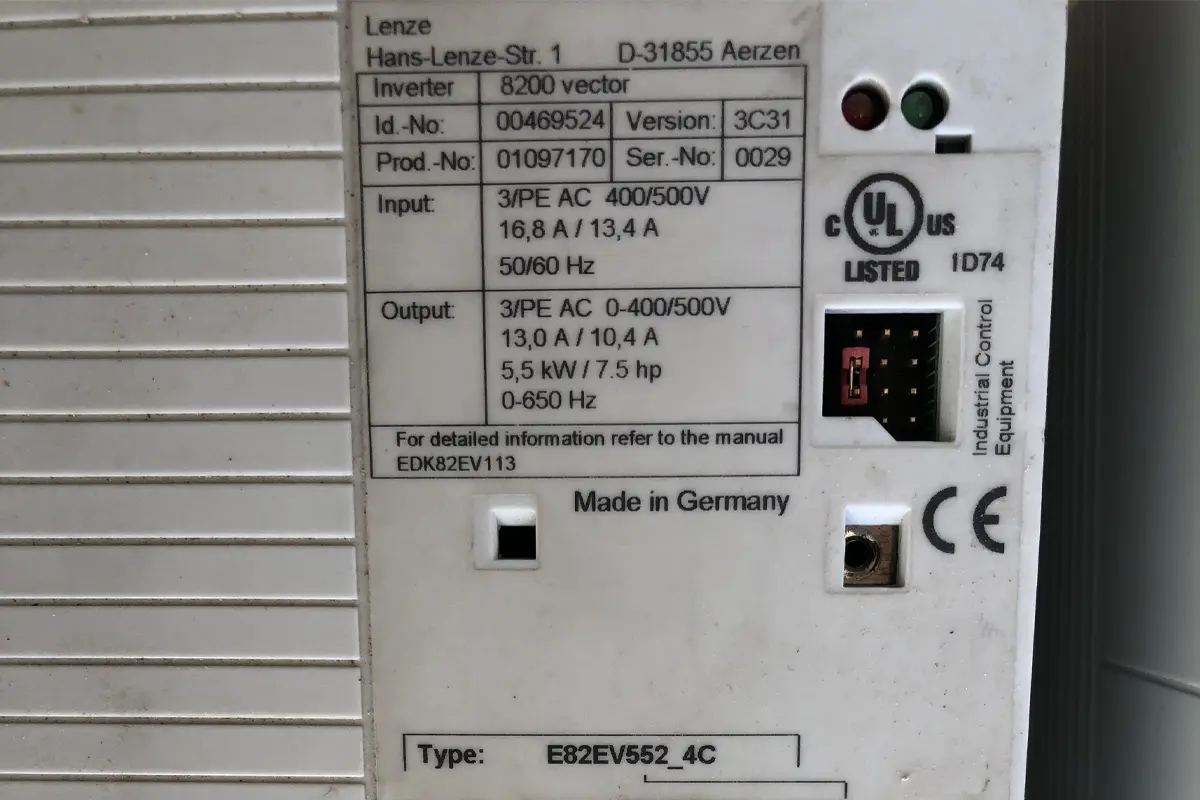 Lenze
Hans-Lenze-Str. 1 D-31855 Aerzen
Inverter 8200 vector
Id.-No: 00469524 Version: 3C31
Prod.-No: 01097170 Ser.-No: 0029
Input: 3/PE AC 400/500V
16,8 A / 13,4 A
50/60 Hz
Output: 3/PE AC 0-400/500V
13,0 A / 10,4 A
5,5 kW / 7.5 hp
0-650 Hz
For detailed information refer to the manual
EDK82EV113
Made in Germany
C UL US
LISTED 1D74
Industrial Control
Equipment
CE
Type: E82EV552_4C